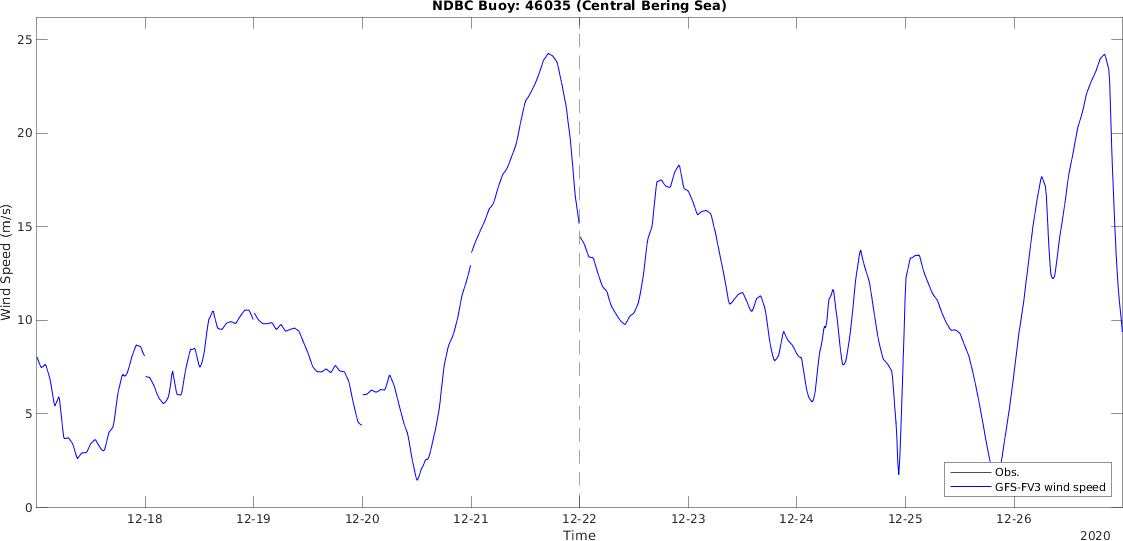 NDBC Buoy: 46035 (Central Bering Sea)
25
20
15
10
5
0
Wind Speed (m/s)
12-18 12-19 12-20 12-21 12-22 12-23 12-24 12-25 12-26
Time
2020
Obs.
GFS-FV3 wind speed